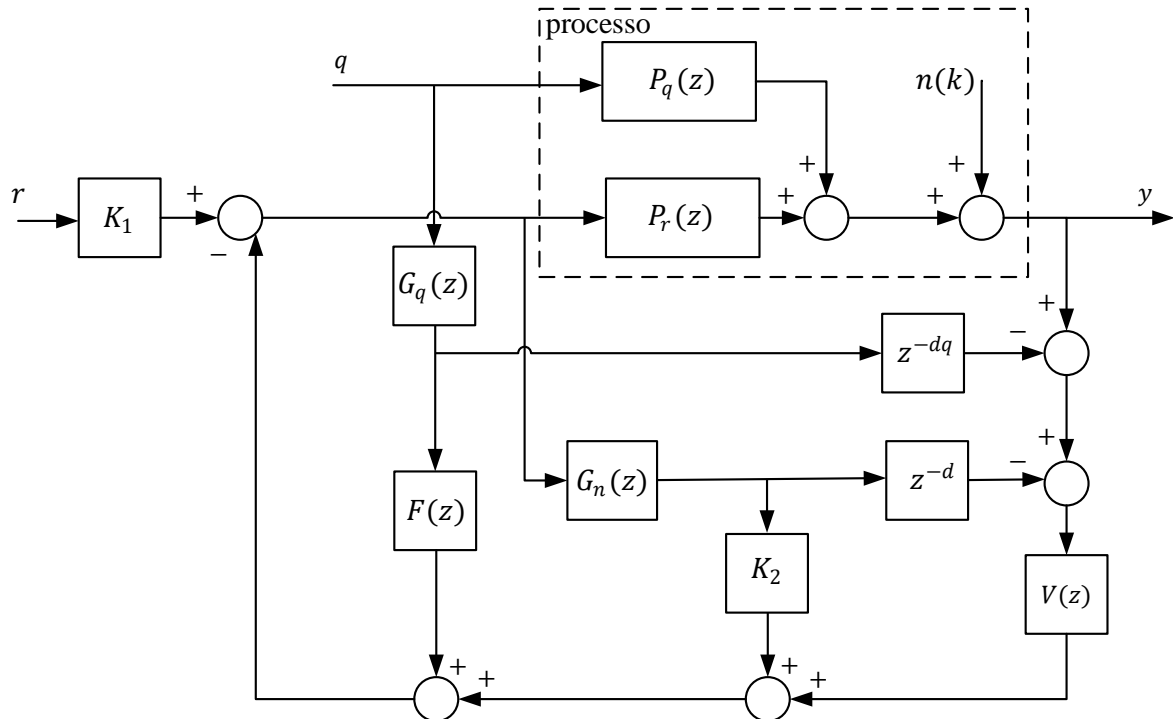 processo
q
P_q(z)
n(k)
+
+
r
K_1
+
−
P_r(z)
+
+
y
G_q(z)
+
−
z^{-dq}
+
−
F(z)
G_n(z)
z^{-d}
K_2
V(z)
+
+
+
+